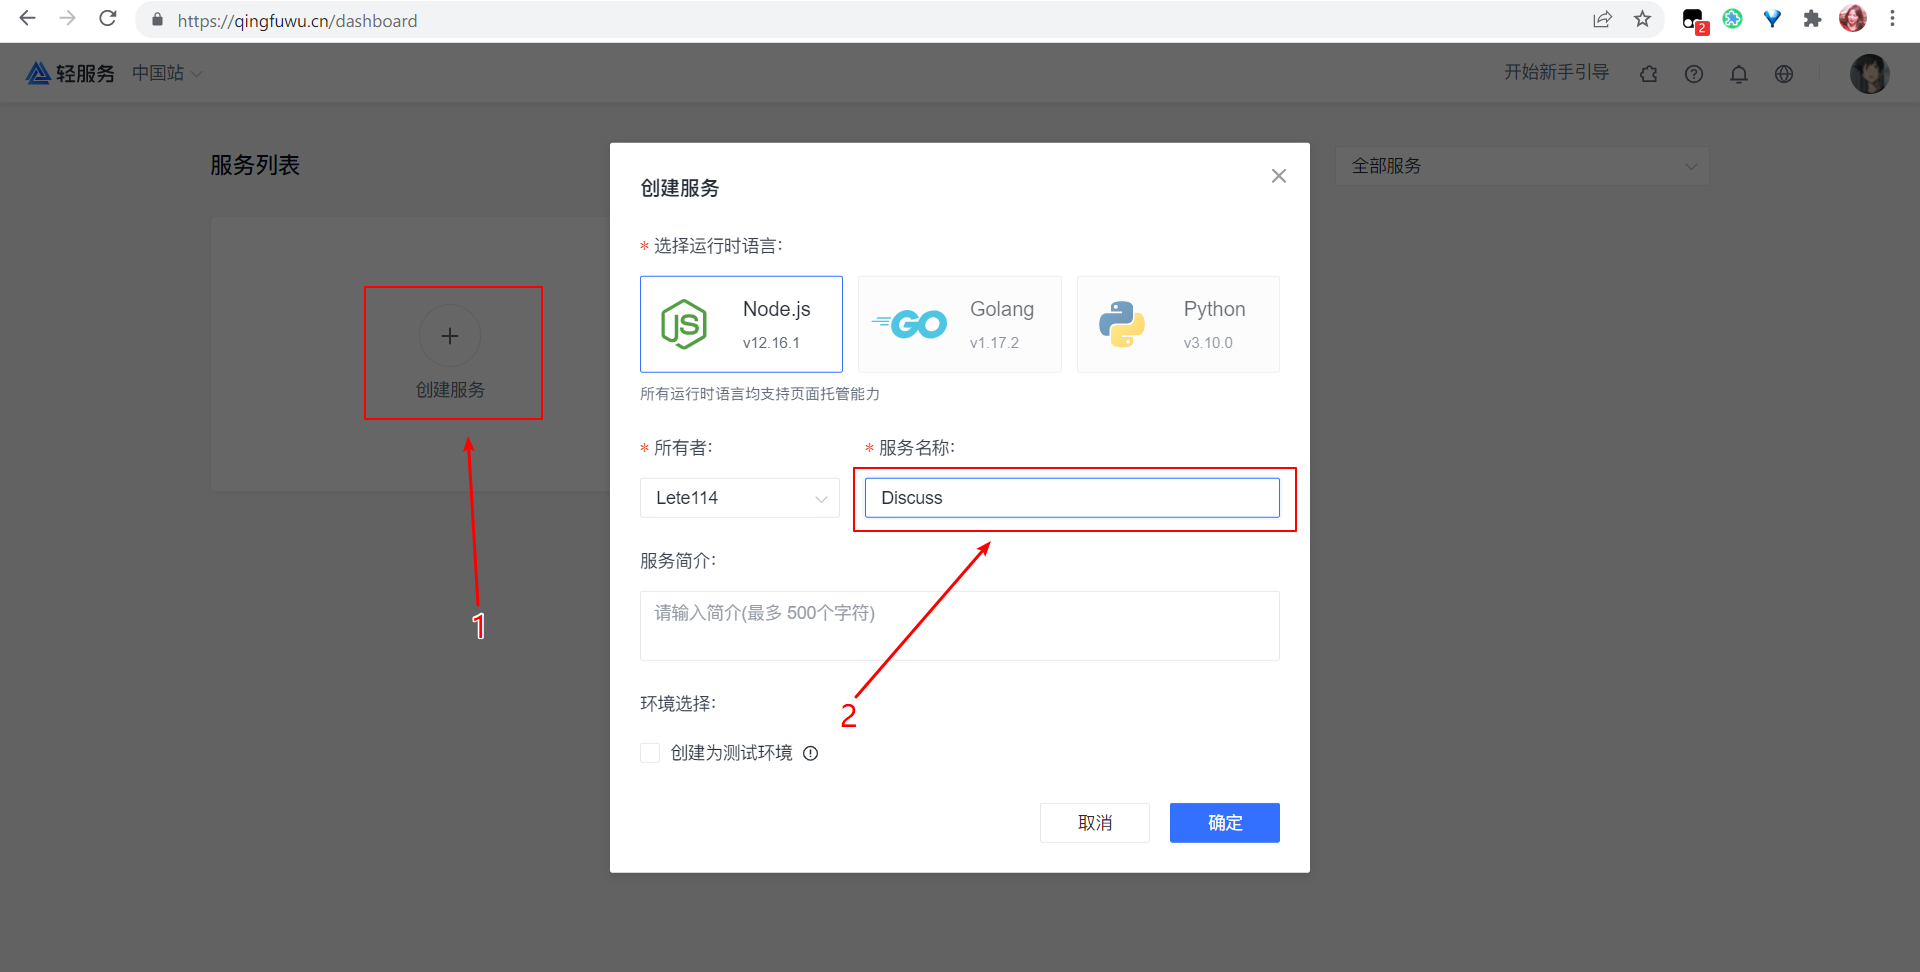 https://qingfuwu.cn/dashboard
2
轻服务 中国站
开始新手引导
服务列表
全部服务
创建服务
1
创建服务
* 选择运行时语言:
Node.js
v12.16.1
GO
Golang
v1.17.2
Python
v3.10.0
所有运行时语言均支持页面托管能力
* 所有者:
* 服务名称:
Lete114
Discuss
服务简介:
请输入简介(最多 500个字符)
2
环境选择:
创建为测试环境
取消
确定